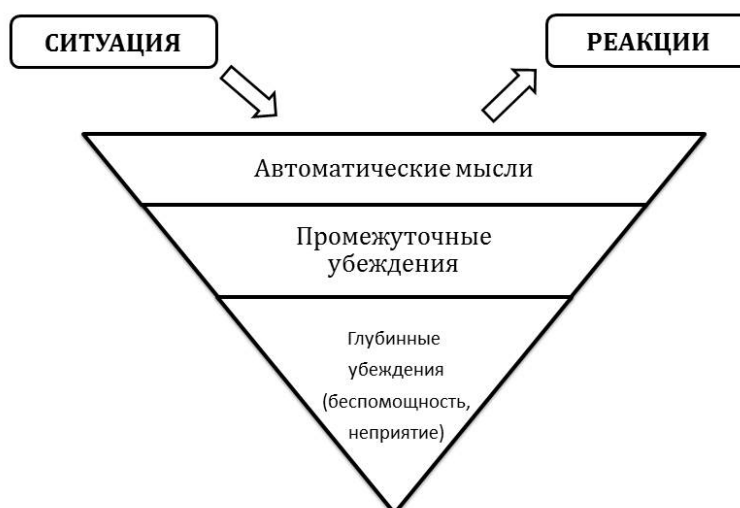 СИТУАЦИЯ
РЕАКЦИИ
Автоматические мысли
Промежуточные
убеждения
Глубинные
убеждения
(беспомощность,
неприятие)